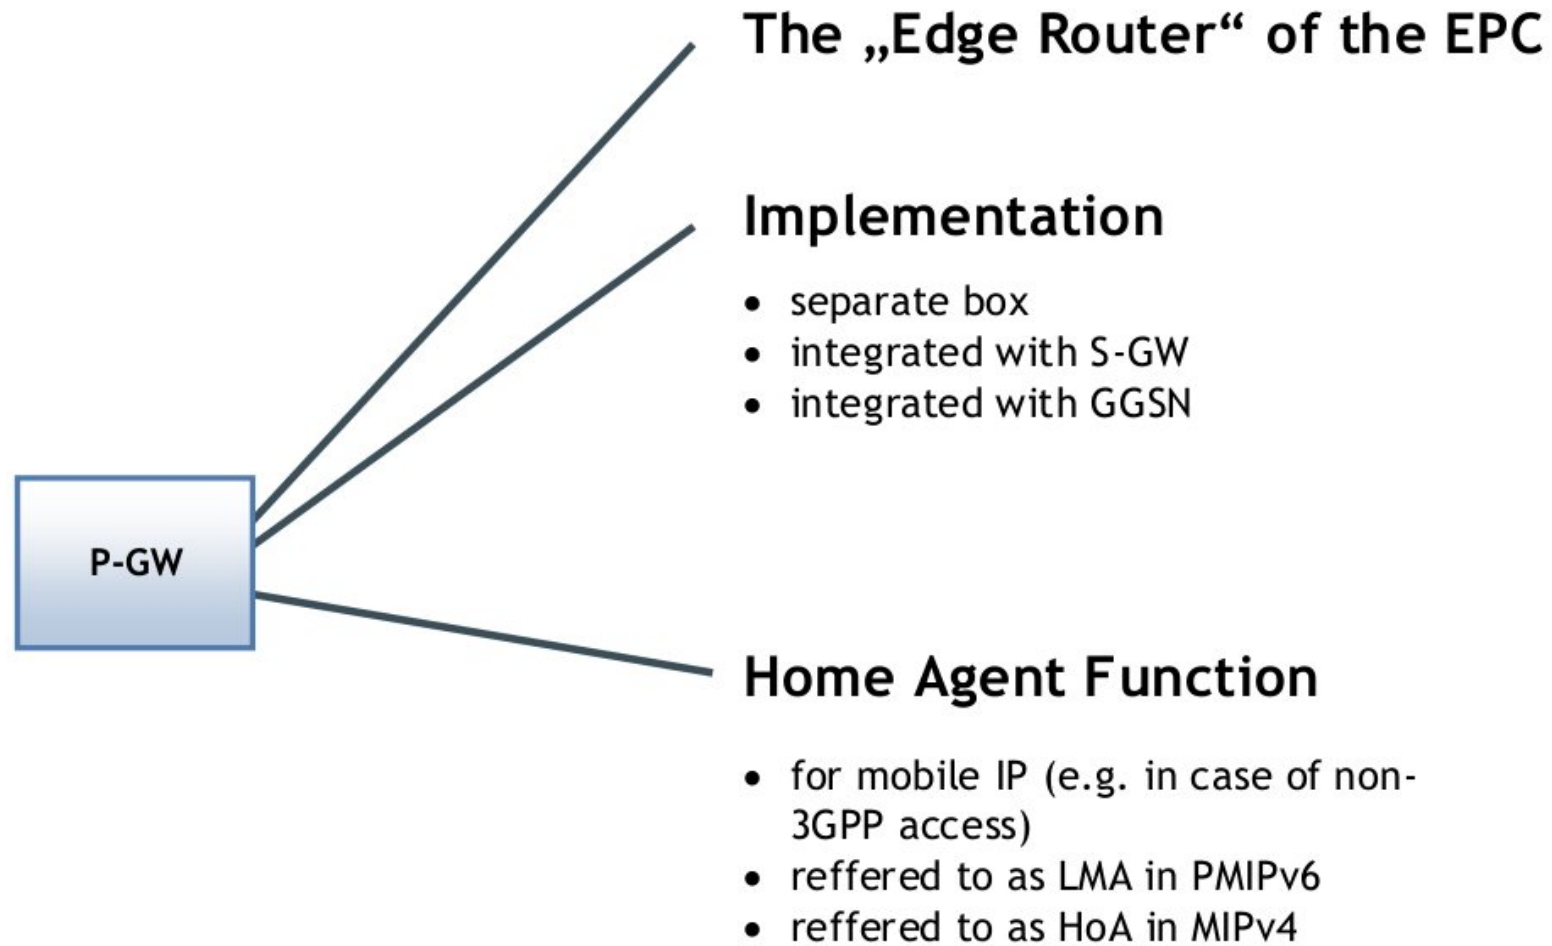 The „Edge Router“ of the EPC
Implementation
• separate box
• integrated with S-GW
• integrated with GGSN
P-GW
Home Agent Function
• for mobile IP (e.g. in case of non-
3GPP access)
• reffered to as LMA in PMIPv6
• reffered to as HoA in MIPv4